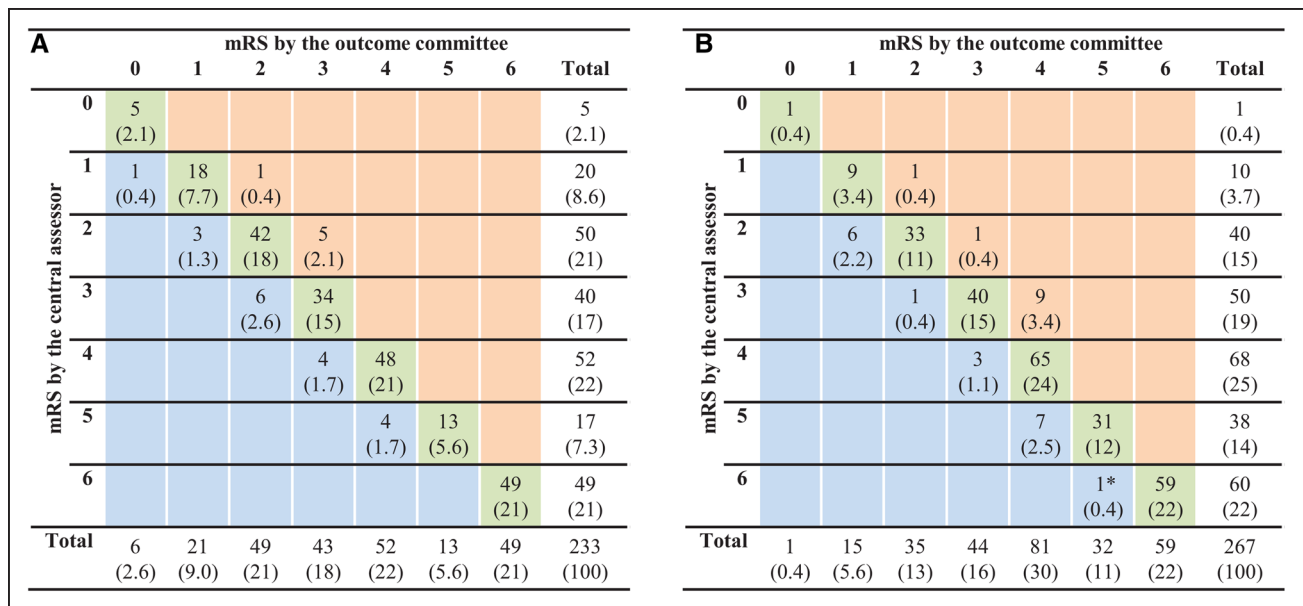 A
mRS by the outcome committee
0 1 2 3 4 5 6 Total
mRS by the central assessor
0 5 5
(2.1) (2.1)
1 1 18 1 20
(0.4) (7.7) (0.4) (8.6)
2 3 42 5 50
(1.3) (18) (2.1) (21)
3 6 34 40
(2.6) (15) (17)
4 4 48 52
(1.7) (21) (22)
5 4 13 17
(1.7) (5.6) (7.3)
6 49 49
(21) (21)
Total 6 21 49 43 52 13 49 233
(2.6) (9.0) (21) (18) (22) (5.6) (21) (100)
B
mRS by the outcome committee
0 1 2 3 4 5 6 Total
mRS by the central assessor
0 1 1
(0.4) (0.4)
1 9 1 10
(3.4) (0.4) (3.7)
2 6 33 1 40
(2.2) (11) (0.4) (15)
3 1 40 9 50
(0.4) (15) (3.4) (19)
4 3 65 68
(1.1) (24) (25)
5 7 31 38
(2.5) (12) (14)
6 1* 59 60
(0.4) (22) (22)
Total 1 15 35 44 81 32 59 267
(0.4) (5.6) (13) (16) (30) (11) (22) (100)